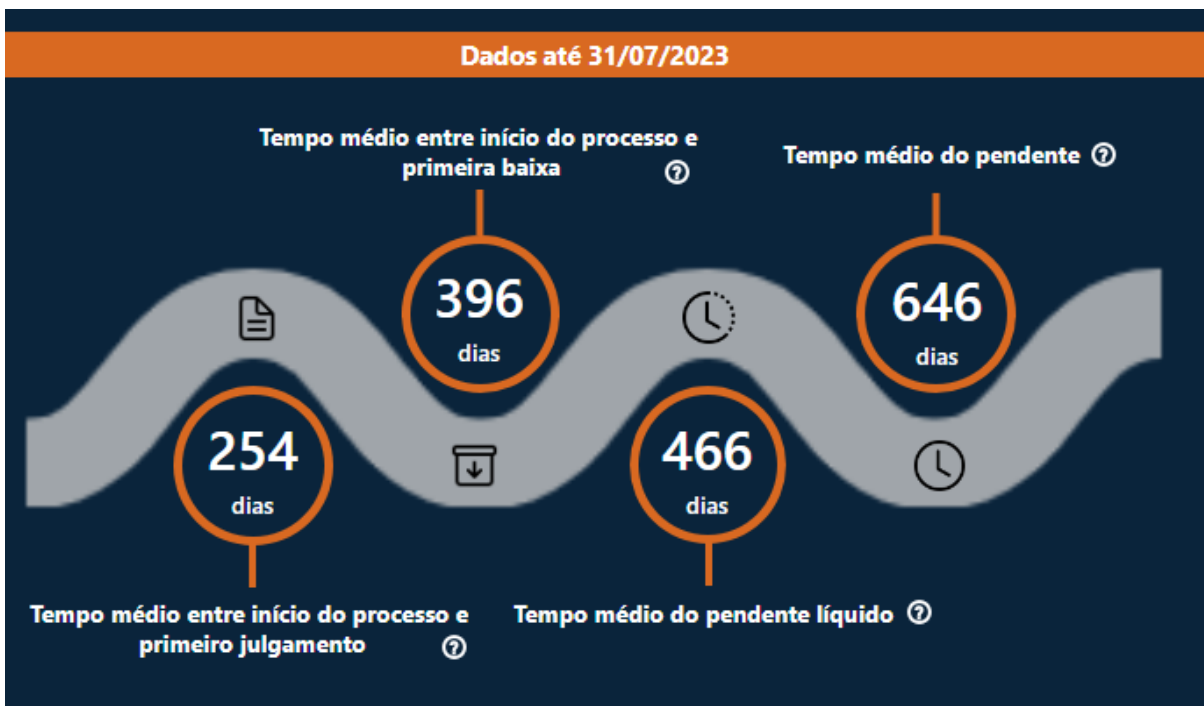 Dados até 31/07/2023
Tempo médio entre início do processo e
primeira baixa
Tempo médio do pendente
396
dias
646
dias
254
dias
466
dias
Tempo médio entre início do processo e
primeiro julgamento
Tempo médio do pendente líquido